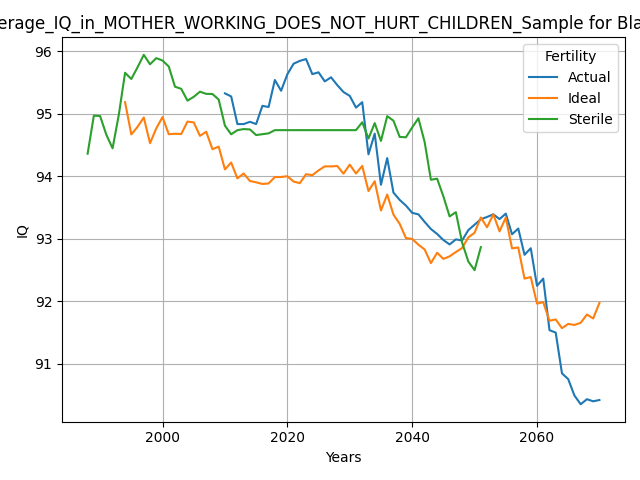 erage_IQ_in_MOTHER_WORKING_DOES_NOT_HURT_CHILDREN_Sample for Bla
Fertility
Actual
Ideal
Sterile
96
95
94
93
92
91
IQ
2000
2020
2040
2060
Years